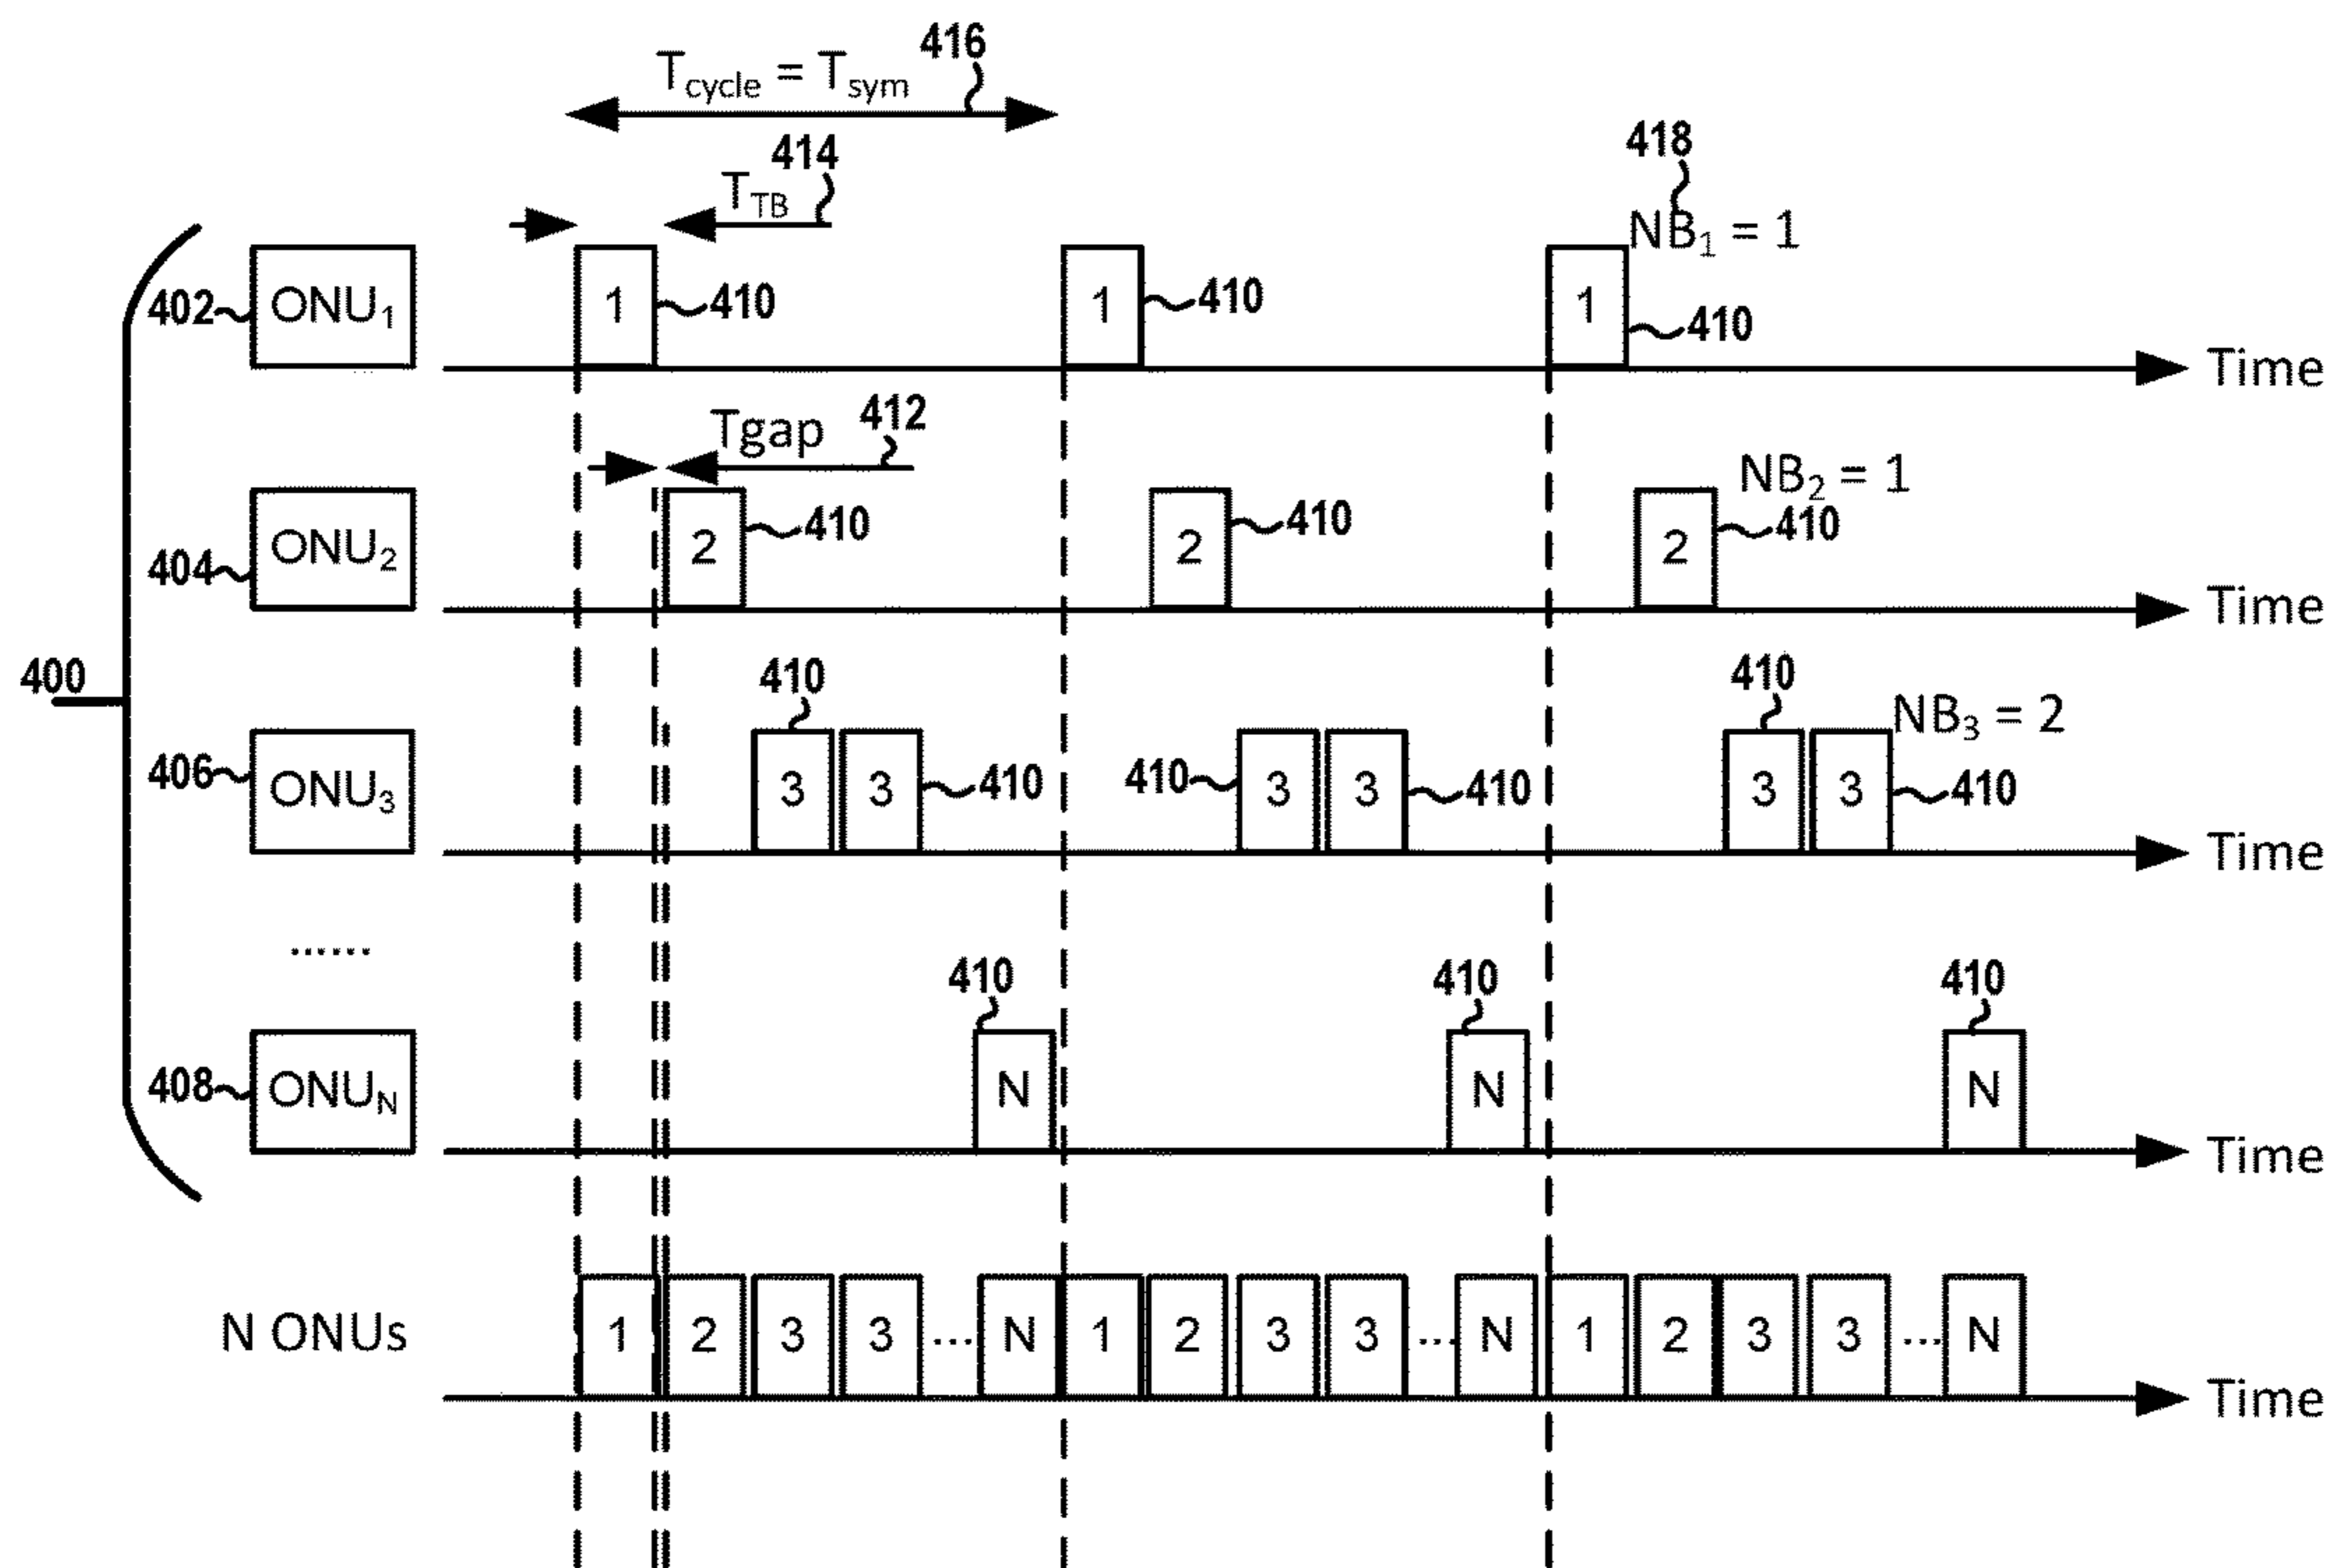 416
Tcycle = Tsym
414
TTB
418
NB1 = 1
402 ONU1 1 410 1 410 1 410
Time
Tgap 412
NB2 = 1
404 ONU2 2 410 2 410 2 410
Time
400
410 410
NB3 = 2
406 ONU3 3 3 410 410 3 3 410 3 3 410
Time
......
410 410 410
408 ONUN N N N
Time
N ONUs 1 2 3 3 ... N 1 2 3 3 ... N 1 2 3 3 ... N
Time